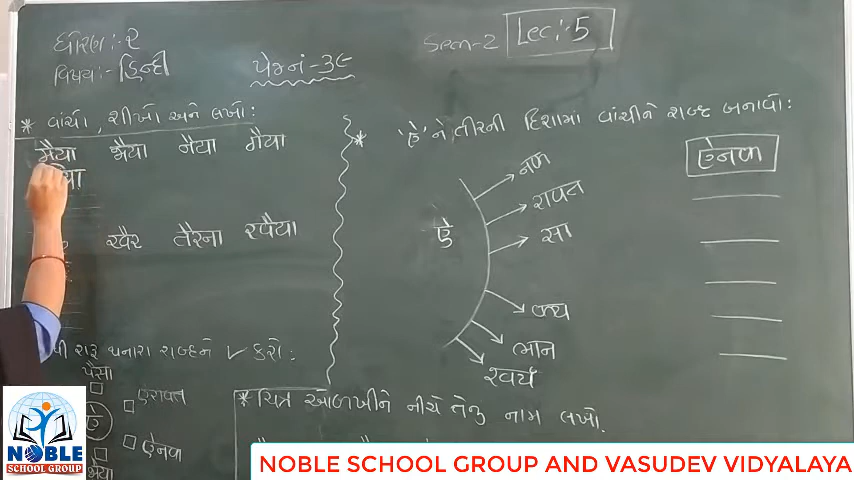 ધોરણ:- ૨
Sem-2
Lec:-5
વિષય:- હિન્દી
પેજનં-૩૯
* વાંચો, શીખો અને લખો:
मैया भैया नैया गैया
खैर तैरना रुपैया
શરૂ થનારા શબ્દને ✓ કરો:
पैसा
ऐरावत
ऐ
ऐनक
भैया
* 'ऐ' ને તીરની દિશામાં વાંચીને શબ્દ બનાવો:
ऐ
नक
रावत
सा
क्य
लान
श्वर्य
ऐनक
* ચિત્ર ઓળખીને નીચે તેનું નામ લખો.
NOBLE
SCHOOL GROUP
NOBLE SCHOOL GROUP AND VASUDEV VIDYALAYA